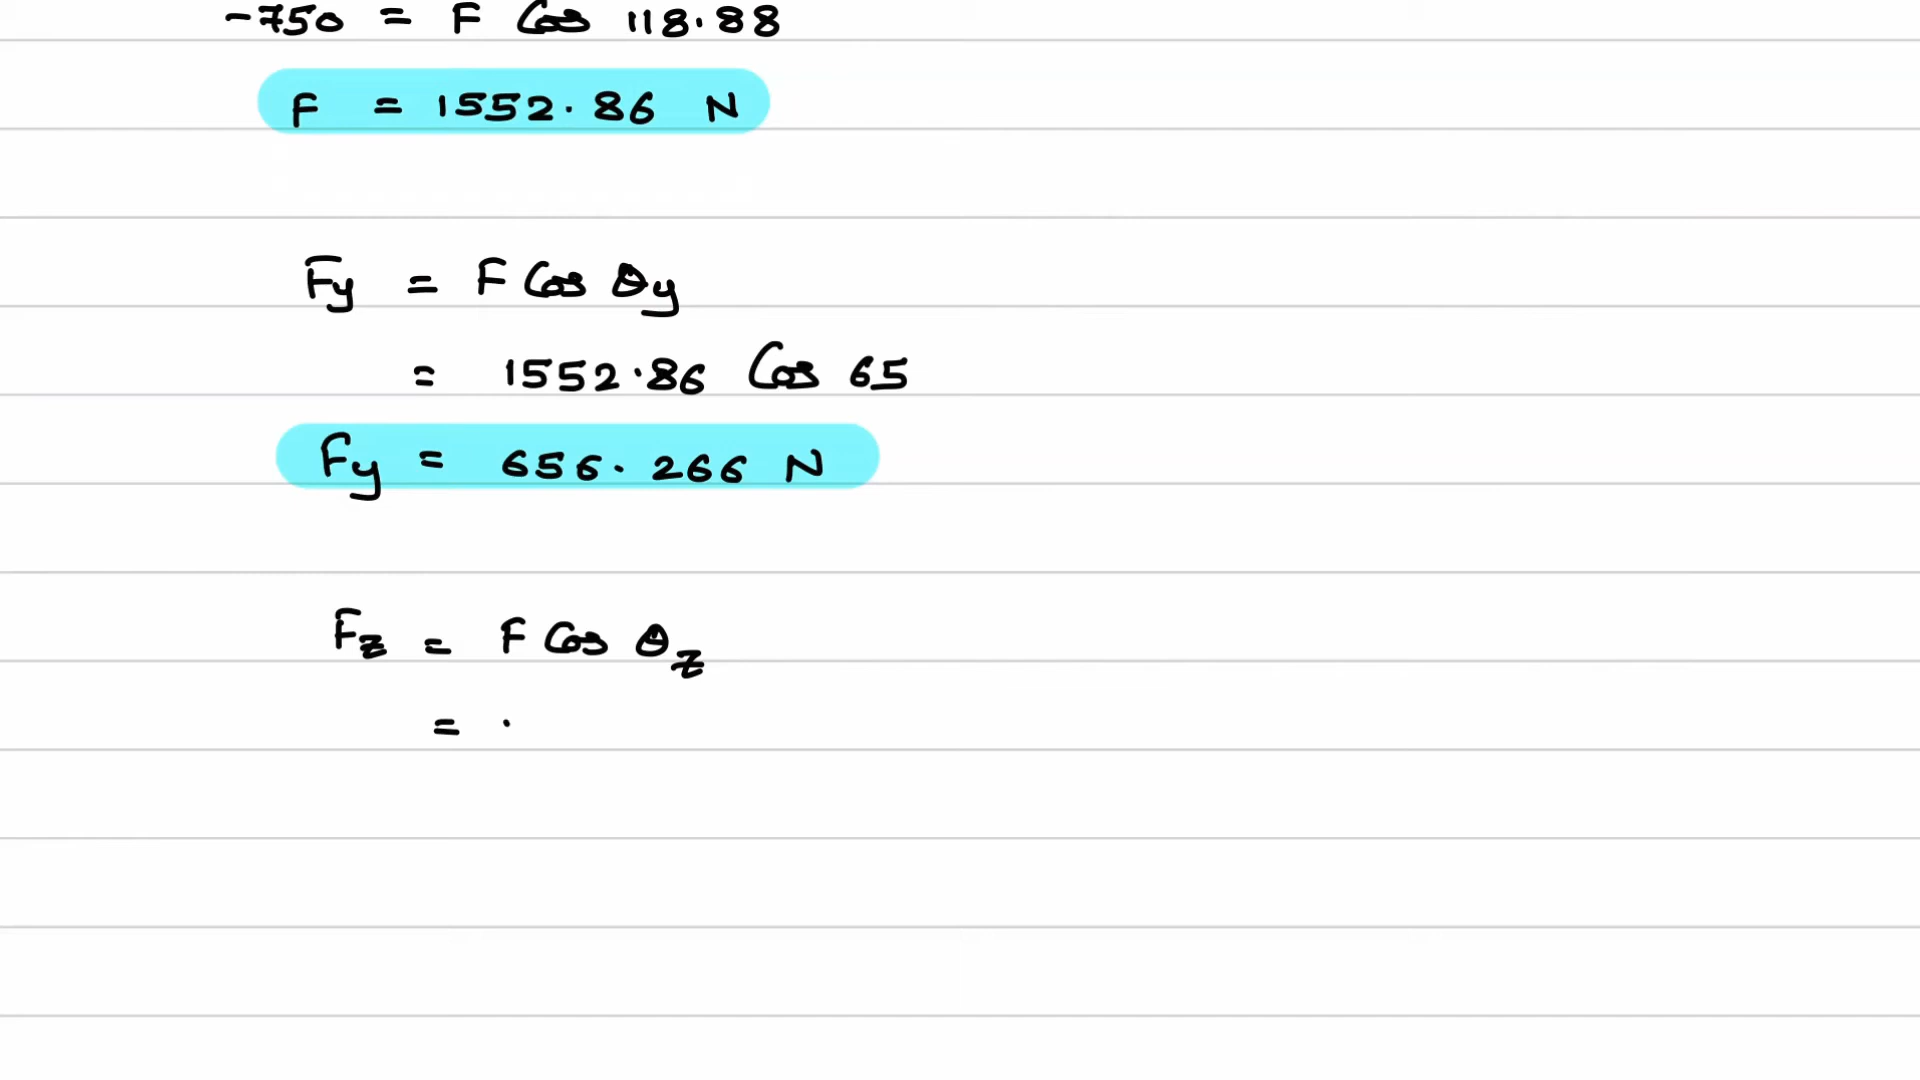 -750 = F Cos 118.88
F = 1552.86 N
Fy = F Cos θy
= 1552.86 Cos 65
Fy = 656.266 N
Fz = F Cos θz
= .